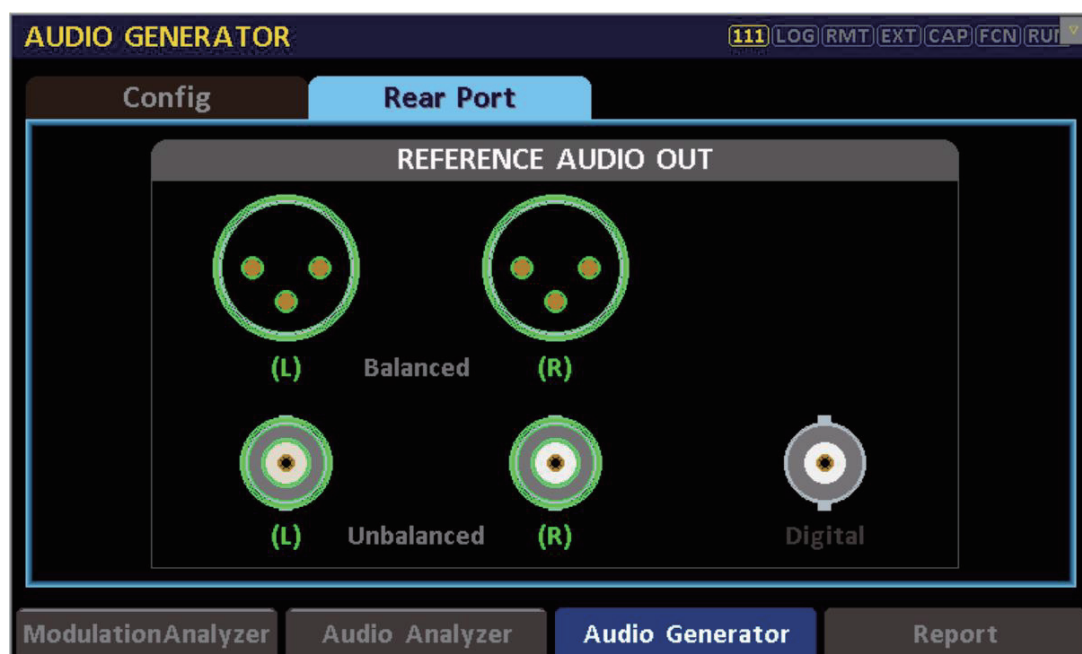 AUDIO GENERATOR 111 LOG RMT EXT CAP FCN RUN
Config Rear Port
REFERENCE AUDIO OUT
(L) Balanced (R)
(L) Unbalanced (R) Digital
ModulationAnalyzer Audio Analyzer Audio Generator Report